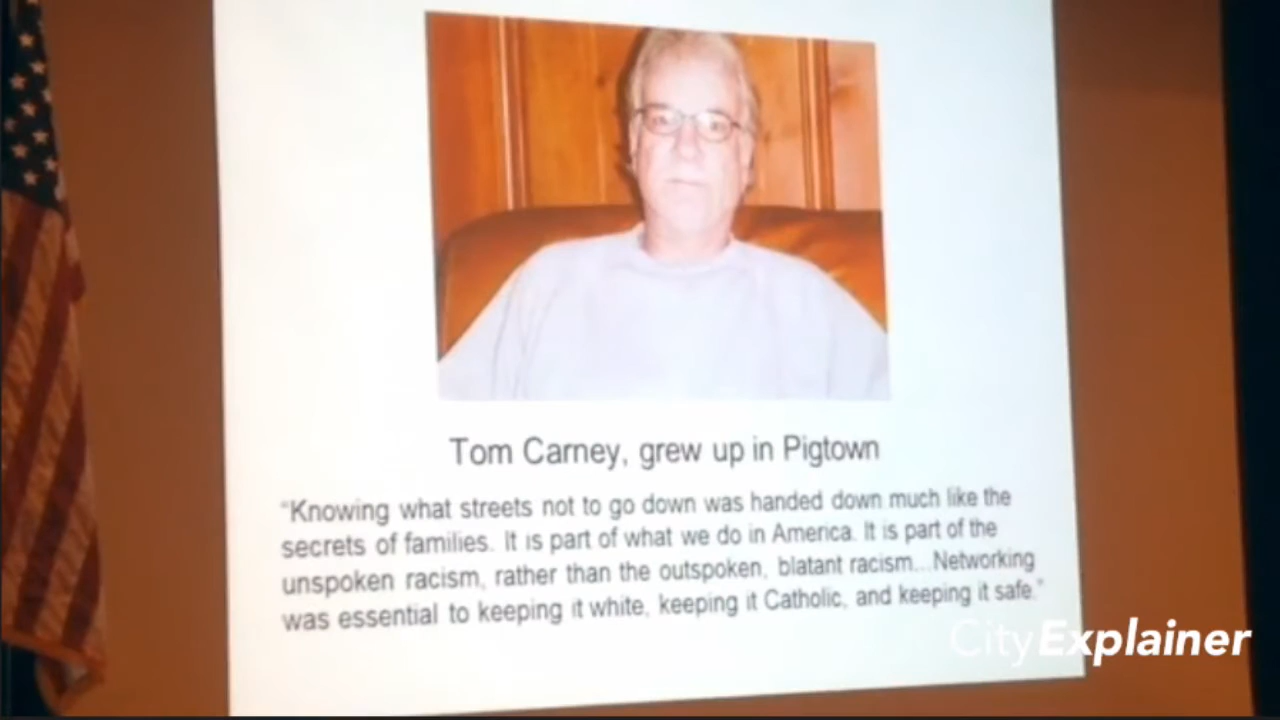 Tom Carney, grew up in Pigtown
“Knowing what streets not to go down was handed down much like the
secrets of families. It is part of what we do in America. It is part of the
unspoken racism, rather than the outspoken, blatant racism...Networking
was essential to keeping it white, keeping it Catholic, and keeping it safe.”
CityExplainer